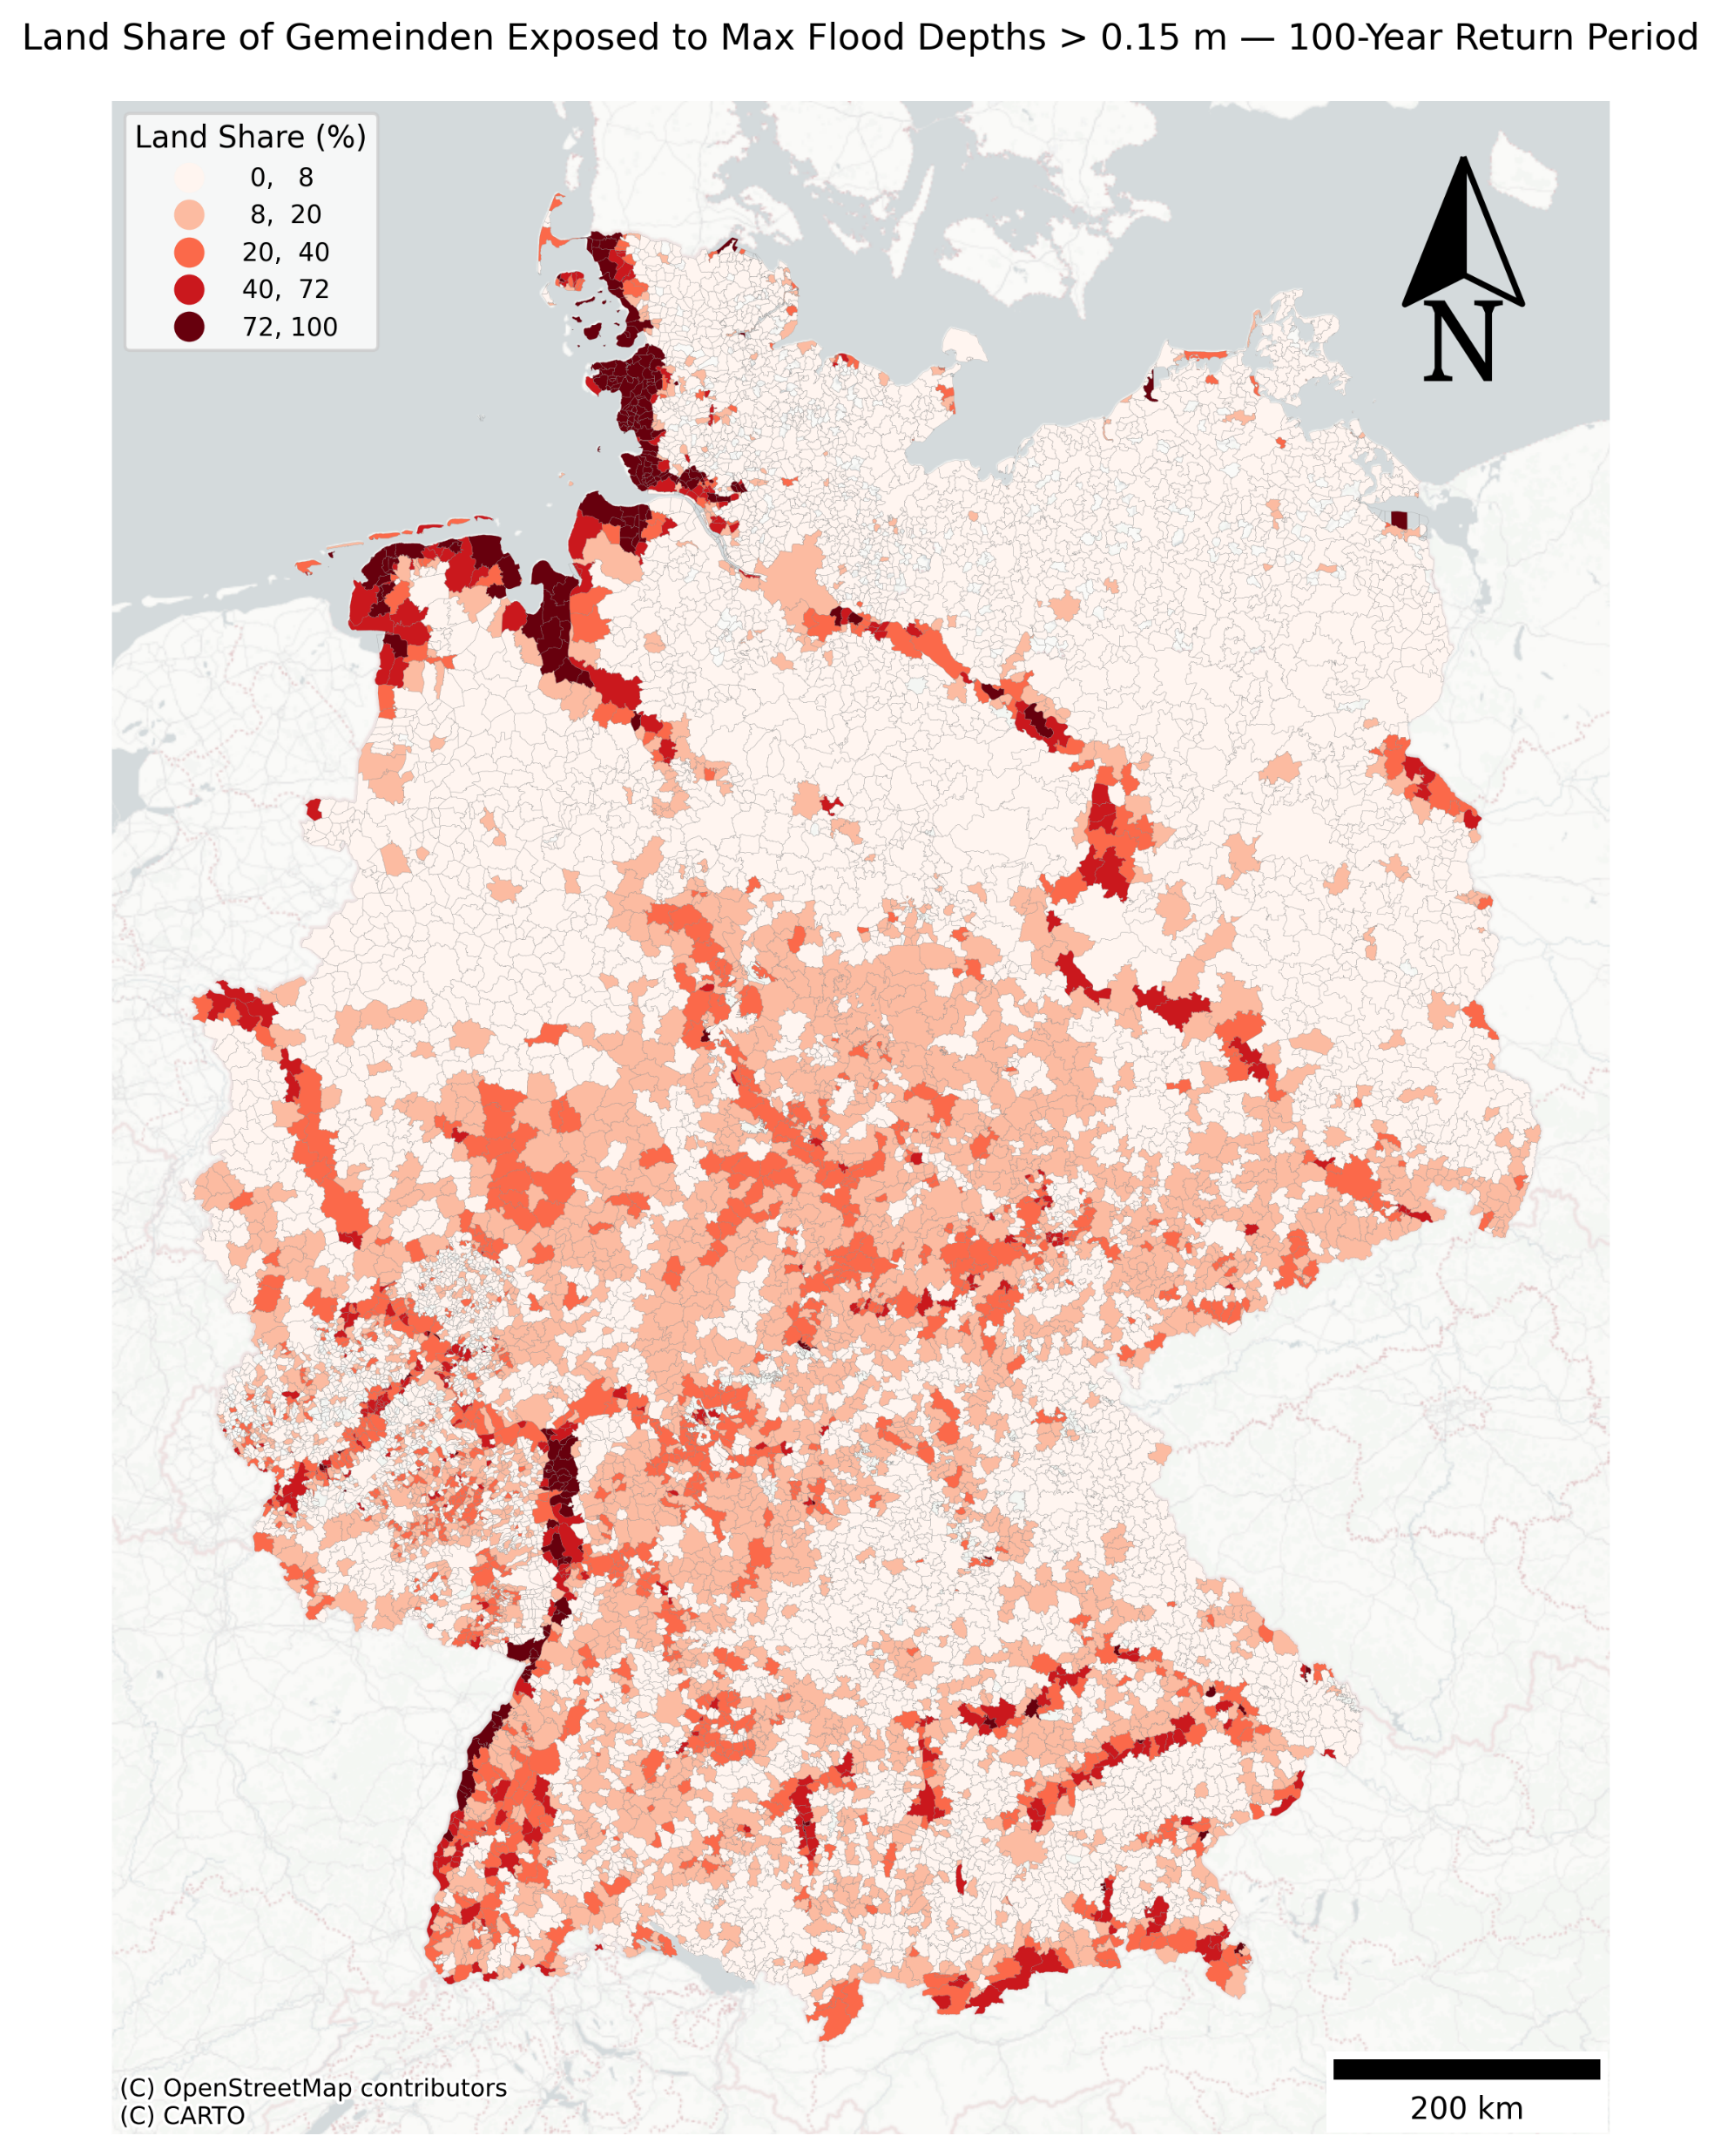 Land Share of Gemeinden Exposed to Max Flood Depths > 0.15 m — 100-Year Return Period
Land Share (%)
0, 8
8, 20
20, 40
40, 72
72, 100
N
(C) OpenStreetMap contributors
(C) CARTO
200 km